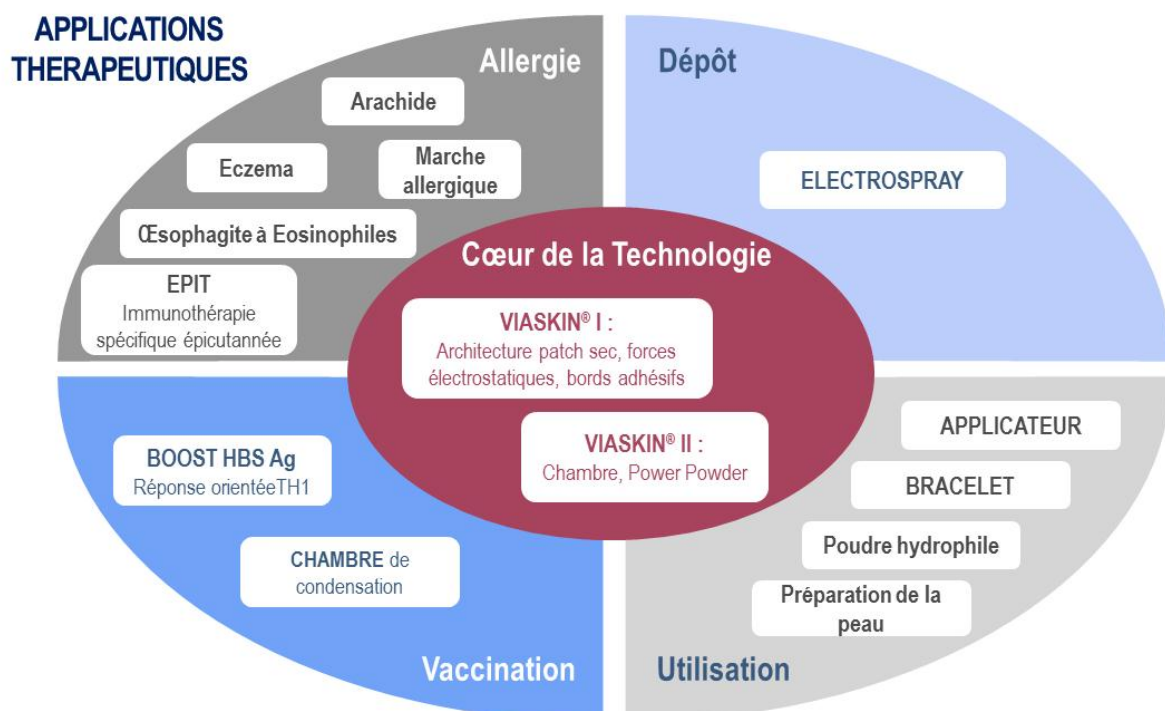 APPLICATIONS
THERAPEUTIQUES
Allergie
Arachide
Eczema
Marche
allergique
Œsophagite à Eosinophiles
EPIT
Immunothérapie
spécifique épicutannée
Dépôt
ELECTROSPRAY
Cœur de la Technologie
VIASKIN® I :
Architecture patch sec, forces
électrostatiques, bords adhésifs
VIASKIN® II :
Chambre, Power Powder
BOOST HBS Ag
Réponse orientéeTH1
CHAMBRE de
condensation
Vaccination
APPLICATEUR
BRACELET
Poudre hydrophile
Préparation de la
peau
Utilisation